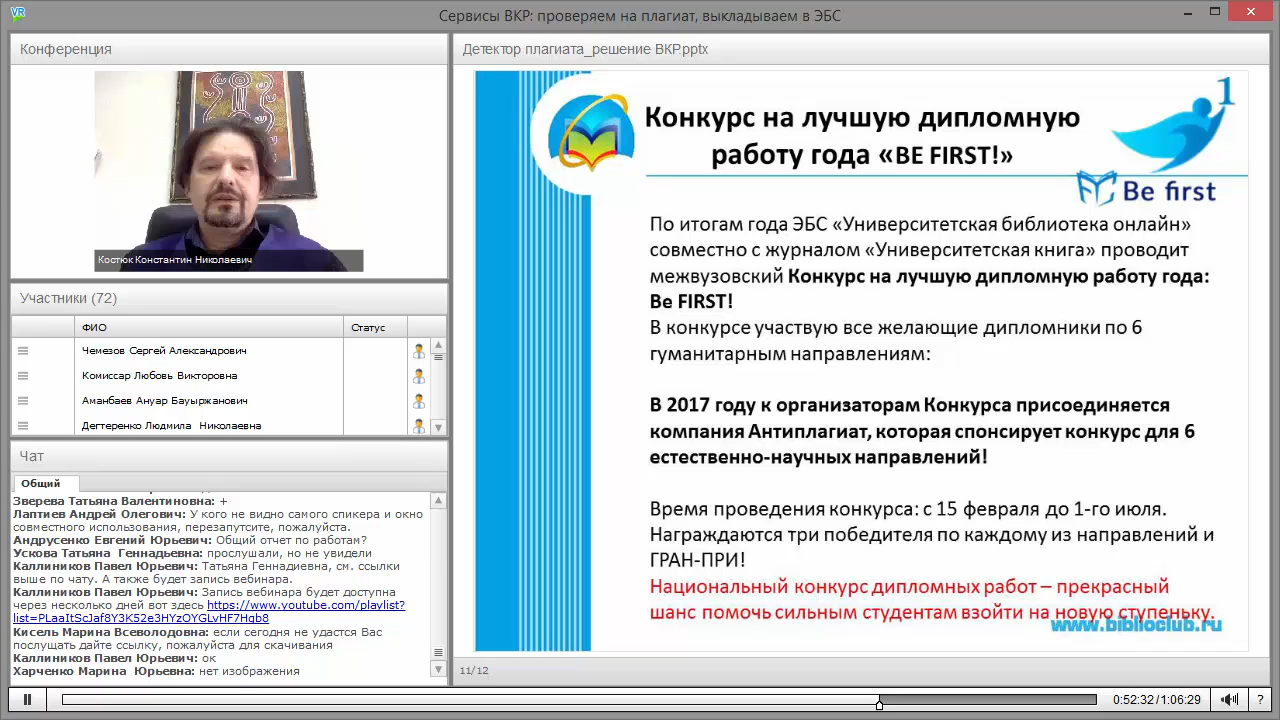 VR
Сервисы ВКР: проверяем на плагиат, выкладываем в ЭБС
Конференция
Костюк Константин Николаевич
Участники (72)
ФИО
Статус
Чемезов Сергей Александрович
Комиссар Любовь Викторовна
Аманбаев Ануар Бауыржанович
Дегтеренко Людмила Николаевна
Чат
Общий
Зверева Татьяна Валентиновна: +
Лаптиев Андрей Олегович: У кого не видно самого спикера и окно
совместного использования, перезапутсите, пожалуйста.
Андрусенко Евгений Юрьевич: Общий отчет по работам?
Ускова Татьяна Геннадьевна: прослушали, но не увидели
Каллиников Павел Юрьевич: Татьяна Геннадиевна, см. ссылки
выше по чату. А также будет запись вебинара.
Каллиников Павел Юрьевич: Запись вебинара будет доступна
через несколько дней вот здесь https://www.youtube.com/playlist?
list=PLaaItScJaf8Y3K52e3HYzOYGLvHF7Hqb8
Кисель Марина Всеволодовна: если сегодня не удастся Вас
послущать дайте ссылку, пожалуйста для скачивания
Каллиников Павел Юрьевич: ок
Харченко Марина Юрьевна: нет изображения
Детектор плагиата_решение ВКР.pptx
Конкурс на лучшую дипломную
работу года «BE FIRST!»
1
Be first
По итогам года ЭБС «Университетская библиотека онлайн»
совместно с журналом «Университетская книга» проводит
межвузовский Конкурс на лучшую дипломную работу года:
Be FIRST!
В конкурсе участвую все желающие дипломники по 6
гуманитарным направлениям:
В 2017 году к организаторам Конкурса присоединяется
компания Антиплагиат, которая спонсирует конкурс для 6
естественно-научных направлений!
Время проведения конкурса: с 15 февраля до 1-го июля.
Награждаются три победителя по каждому из направлений и
ГРАН-ПРИ!
Национальный конкурс дипломных работ – прекрасный
шанс помочь сильным студентам взойти на новую ступеньку.
www.biblioclub.ru
11/12
0:52:32/1:06:29
?